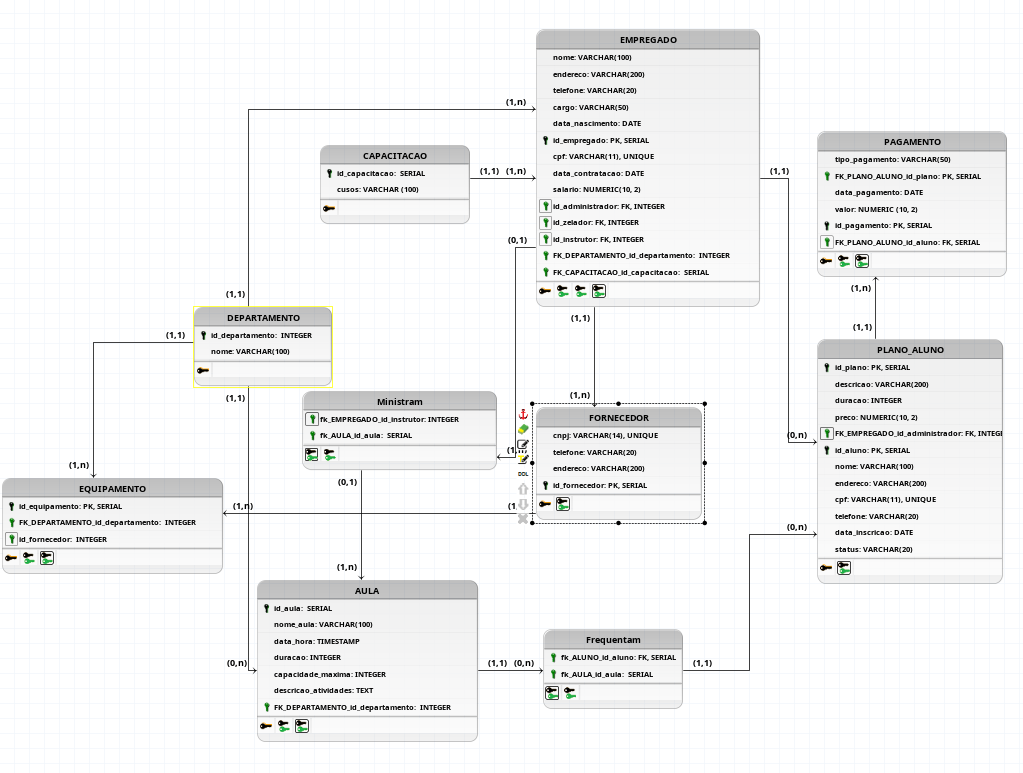 EMPREGADO
nome: VARCHAR(100)
endereco: VARCHAR(200)
telefone: VARCHAR(20)
cargo: VARCHAR(50)
data_nascimento: DATE
id_empregado: PK, SERIAL
cpf: VARCHAR(11), UNIQUE
data_contratacao: DATE
salario: NUMERIC(10, 2)
id_administrador: FK, INTEGER
id_zelador: FK, INTEGER
id_instrutor: FK, INTEGER
FK_DEPARTAMENTO_id_departamento: INTEGER
FK_CAPACITACAO_id_capacitacao: SERIAL
(1,n)
CAPACITACAO
id_capacitacao: SERIAL
cusos: VARCHAR (100)
(1,1) (1,n)
(1,1)
PAGAMENTO
tipo_pagamento: VARCHAR(50)
FK_PLANO_ALUNO_id_plano: PK, SERIAL
data_pagamento: DATE
valor: NUMERIC (10, 2)
id_pagamento: PK, SERIAL
FK_PLANO_ALUNO_id_aluno: FK, SERIAL
(0,1)
(1,n)
(1,1)
(1,1)
DEPARTAMENTO
id_departamento: INTEGER
nome: VARCHAR(100)
(1,1)
(1,1)
(1,1)
(1,n)
PLANO_ALUNO
id_plano: PK, SERIAL
descricao: VARCHAR(200)
duracao: INTEGER
preco: NUMERIC(10, 2)
FK_EMPREGADO_id_administrador: FK, INTEGE
id_aluno: PK, SERIAL
nome: VARCHAR(100)
endereco: VARCHAR(200)
cpf: VARCHAR(11), UNIQUE
telefone: VARCHAR(20)
data_inscricao: DATE
status: VARCHAR(20)
(0,n)
(0,n)
Ministram
fk_EMPREGADO_id_instrutor: INTEGER
fk_AULA_id_aula: SERIAL
(1,
FORNECEDOR
cnpj: VARCHAR(14), UNIQUE
telefone: VARCHAR(20)
endereco: VARCHAR(200)
id_fornecedor: PK, SERIAL
DDL
(1,n)
EQUIPAMENTO
id_equipamento: PK, SERIAL
FK_DEPARTAMENTO_id_departamento: INTEGER
id_fornecedor: INTEGER
(1,n)
(1,
(0,1)
(1,n)
AULA
id_aula: SERIAL
nome_aula: VARCHAR(100)
data_hora: TIMESTAMP
duracao: INTEGER
capacidade_maxima: INTEGER
descricao_atividades: TEXT
FK_DEPARTAMENTO_id_departamento: INTEGER
(0,n)
(1,1) (0,n)
Frequentam
fk_ALUNO_id_aluno: FK, SERIAL
fk_AULA_id_aula: SERIAL
(1,1)